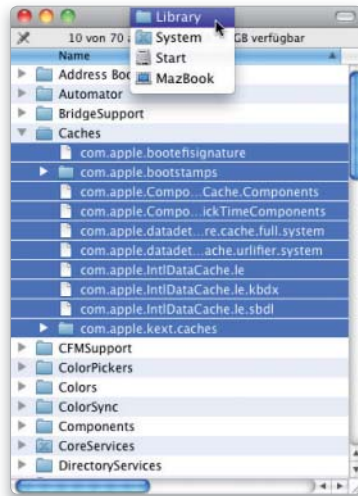 Library
10 von 70 a GB verfügbar
System
Start
MazBook
Name
Address Boo
Automator
BridgeSupport
Caches
com.apple.bootefisignature
com.apple.bootstamps
com.apple.Compo...Cache.Components
com.apple.Compo...ickTimeComponents
com.apple.datadet...re.cache.full.system
com.apple.datadet...ache.urlifier.system
com.apple.IntlDataCache.le
com.apple.IntlDataCache.le.kbdx
com.apple.IntlDataCache.le.sbdl
com.apple.kext.caches
CFMSupport
ColorPickers
Colors
ColorSync
Components
CoreServices
DirectoryServices